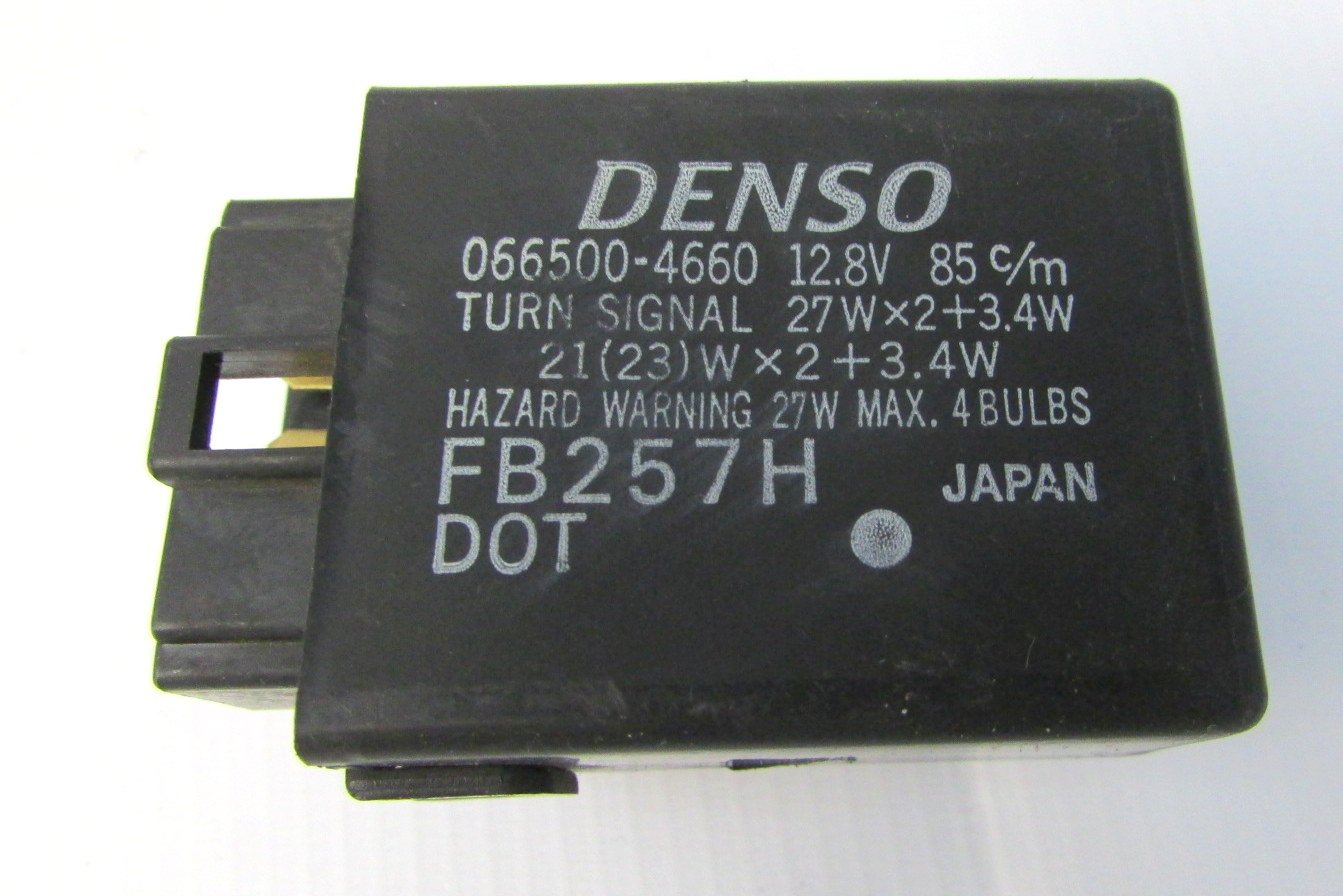 DENSO
066500-4660 12.8V 85 c/m
TURN SIGNAL 27W×2+3.4W
21(23)W×2+3.4W
HAZARD WARNING 27W MAX. 4BULBS
FB257H JAPAN
DOT